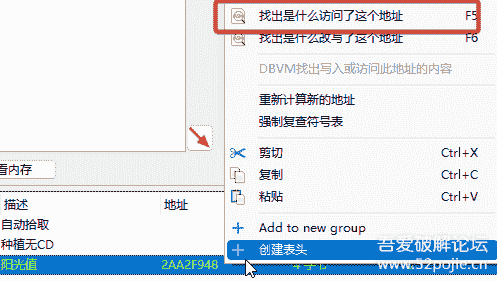 找出是什么访问了这个地址 F5
找出是什么改写了这个地址 F6
DBVM找出写入或访问此地址的内容
重新计算新的地址
强制复查符号表
剪切 Ctrl+X
复制 Ctrl+C
看内存
粘贴 Ctrl+V
描述 地址
自动拾取
Add to new group
种植无CD
创建表头
吾爱破解论坛
阳光值 2AA2F948 4 字节
www.52pojie.cn